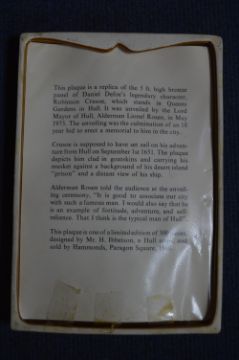 This plaque is a replica of the 5 ft. high bronze
panel of Daniel Defoe's legendary character,
Robinson Crusoe, which stands in Queens
Gardens in Hull. It was unveiled by the Lord
Mayor of Hull, Alderman Lionel Rosen, in May
1973. The unveiling was the culmination of an 18
year bid to erect a memorial to him in the city.
Crusoe is supposed to have set sail on his adven-
ture from Hull on September 1st 1651. The plaque
depicts him clad in goatskins and carrying his
musket against a background of his desert island
"prison" and a distant view of his ship.
Alderman Rosen told the audience at the unveil-
ing ceremony, "It is good to associate our city
with such a famous man. I would also say that he
is an example of fortitude, adventure, and self
reliance. That I think is the typical man of Hull".
This plaque is one of a limited edition of
designed by Mr. H. Ibbetson, a Hull and
sold by Hammonds, Paragon Square,